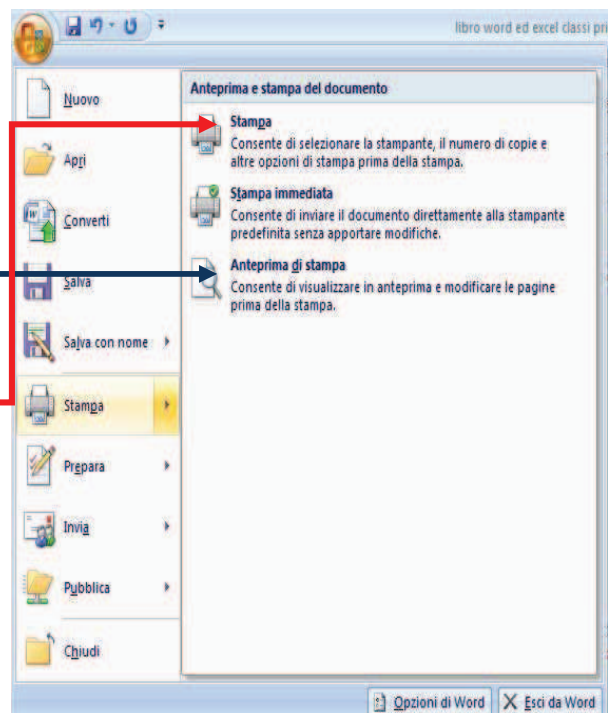 libro word ed excel classi pri
Nuovo
Apri
Converti
Salva
Salva con nome
Stampa
Prepara
Invia
Pubblica
Chiudi
Anteprima e stampa del documento
Stampa
Consente di selezionare la stampante, il numero di copie e
altre opzioni di stampa prima della stampa.
Stampa immediata
Consente di inviare il documento direttamente alla stampante
predefinita senza apportare modifiche.
Anteprima di stampa
Consente di visualizzare in anteprima e modificare le pagine
prima della stampa.
Opzioni di Word
Esci da Word